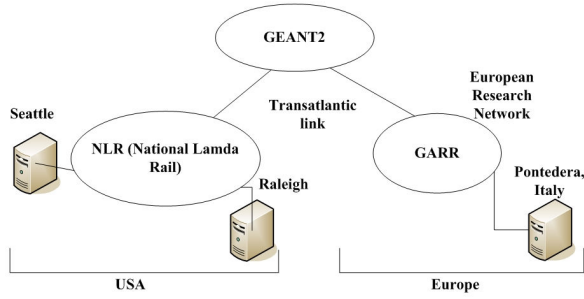 GEANT2
European
Research
Network
Transatlantic
link
Seattle
NLR (National Lamda
Rail)
GARR
Raleigh
Pontedera,
Italy
USA
Europe